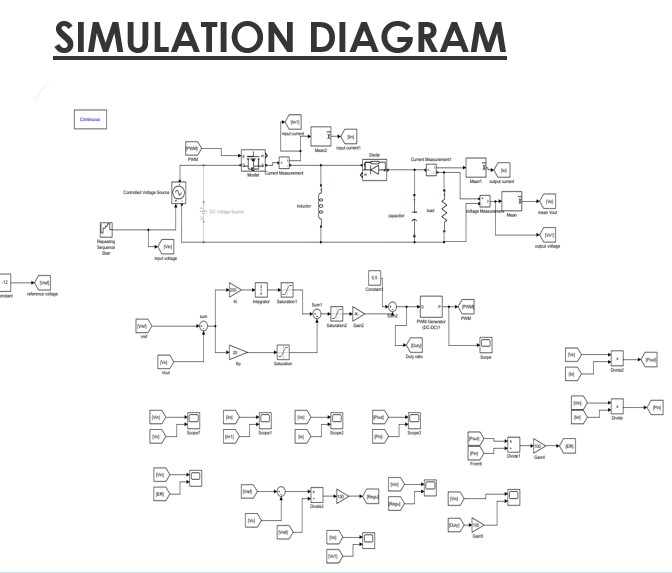 SIMULATION DIAGRAM
Continuous
[Iin1]
input current
Mean2
[Iin]
input current1
[PWM]
PWM
Mosfet
Current Measurement
Diode
Current Measurement1
Mean1
[Io]
output current
Controlled Voltage Source
DC Voltage Source
inductor
capacitor
load
Voltage Measurement
Mean
[Vo]
mean Vout
[Vo1]
output voltage
Repeating
Sequence
Stair
[Vin]
input voltage
-12
onstant
[Vref]
reference voltage
0.5
Constant1
Ki
Integrator
Saturation1
Sum1
Saturation2
Gain2
PWM Generator
(DC-DC)1
[PWM]
PWM
[Vref]
vref
sum
[Vo]
Vout
20
Kp
Saturation
[Duty]
Duty ratio
Scope
[Vo]
[Io]
Divide2
[Pout]
[Vin]
[Iin]
Divide
[Pin]
[Vin]
[Vo]
Scope7
[Iin]
[Iin1]
Scope1
[Vo]
[Io]
Scope2
[Pout]
[Pin]
Scope3
[Pout]
[Pin]
From9
Divide1
100
Gain4
[Eff]
[Vin]
[Eff]
[Vref]
[Vo]
[Vref]
Divide3
100
[Regu]
[Vin]
[Regu]
[Vin]
[Duty]
100
Gain5
[Vo]
[Vo1]